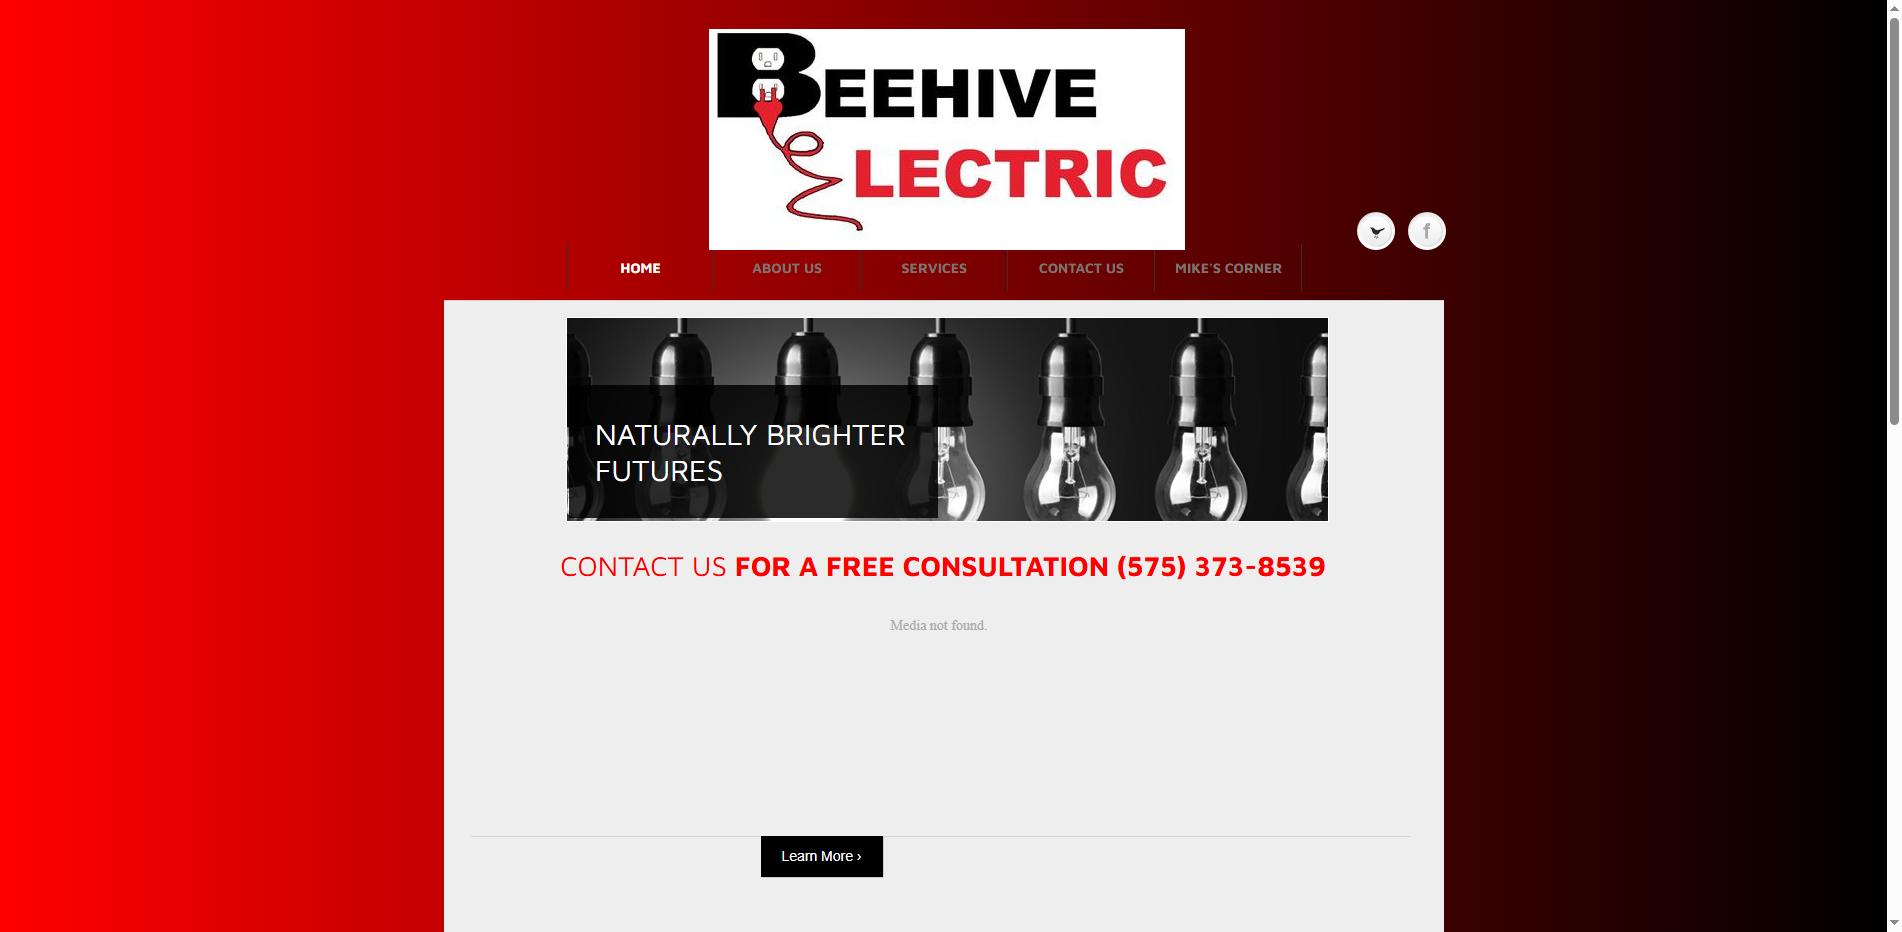 BEEHIVE
LECTRIC
f
HOME ABOUT US SERVICES CONTACT US MIKE'S CORNER
NATURALLY BRIGHTER
FUTURES
CONTACT US FOR A FREE CONSULTATION (575) 373-8539
Media not found.
Learn More ›